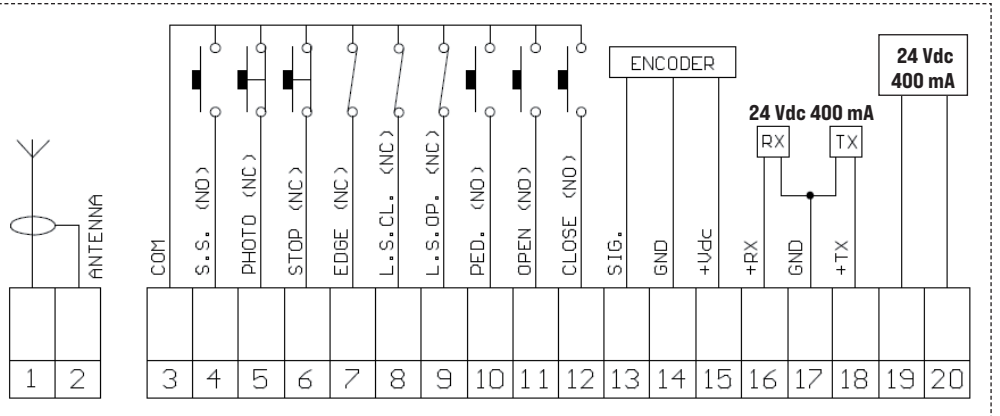 24 Vdc
400 mA
ENCODER
24 Vdc 400 mA
RX
TX
ANTENNA
COM
S.S. (NO)
PHOTO (NC)
STOP (NC)
EDGE (NC)
L.S.CL. (NC)
L.S.OP. (NC)
PED. (NO)
OPEN (NO)
CLOSE (NO)
SIG.
GND
+Vdc
+RX
GND
+TX
1 2 3 4 5 6 7 8 9 10 11 12 13 14 15 16 17 18 19 20